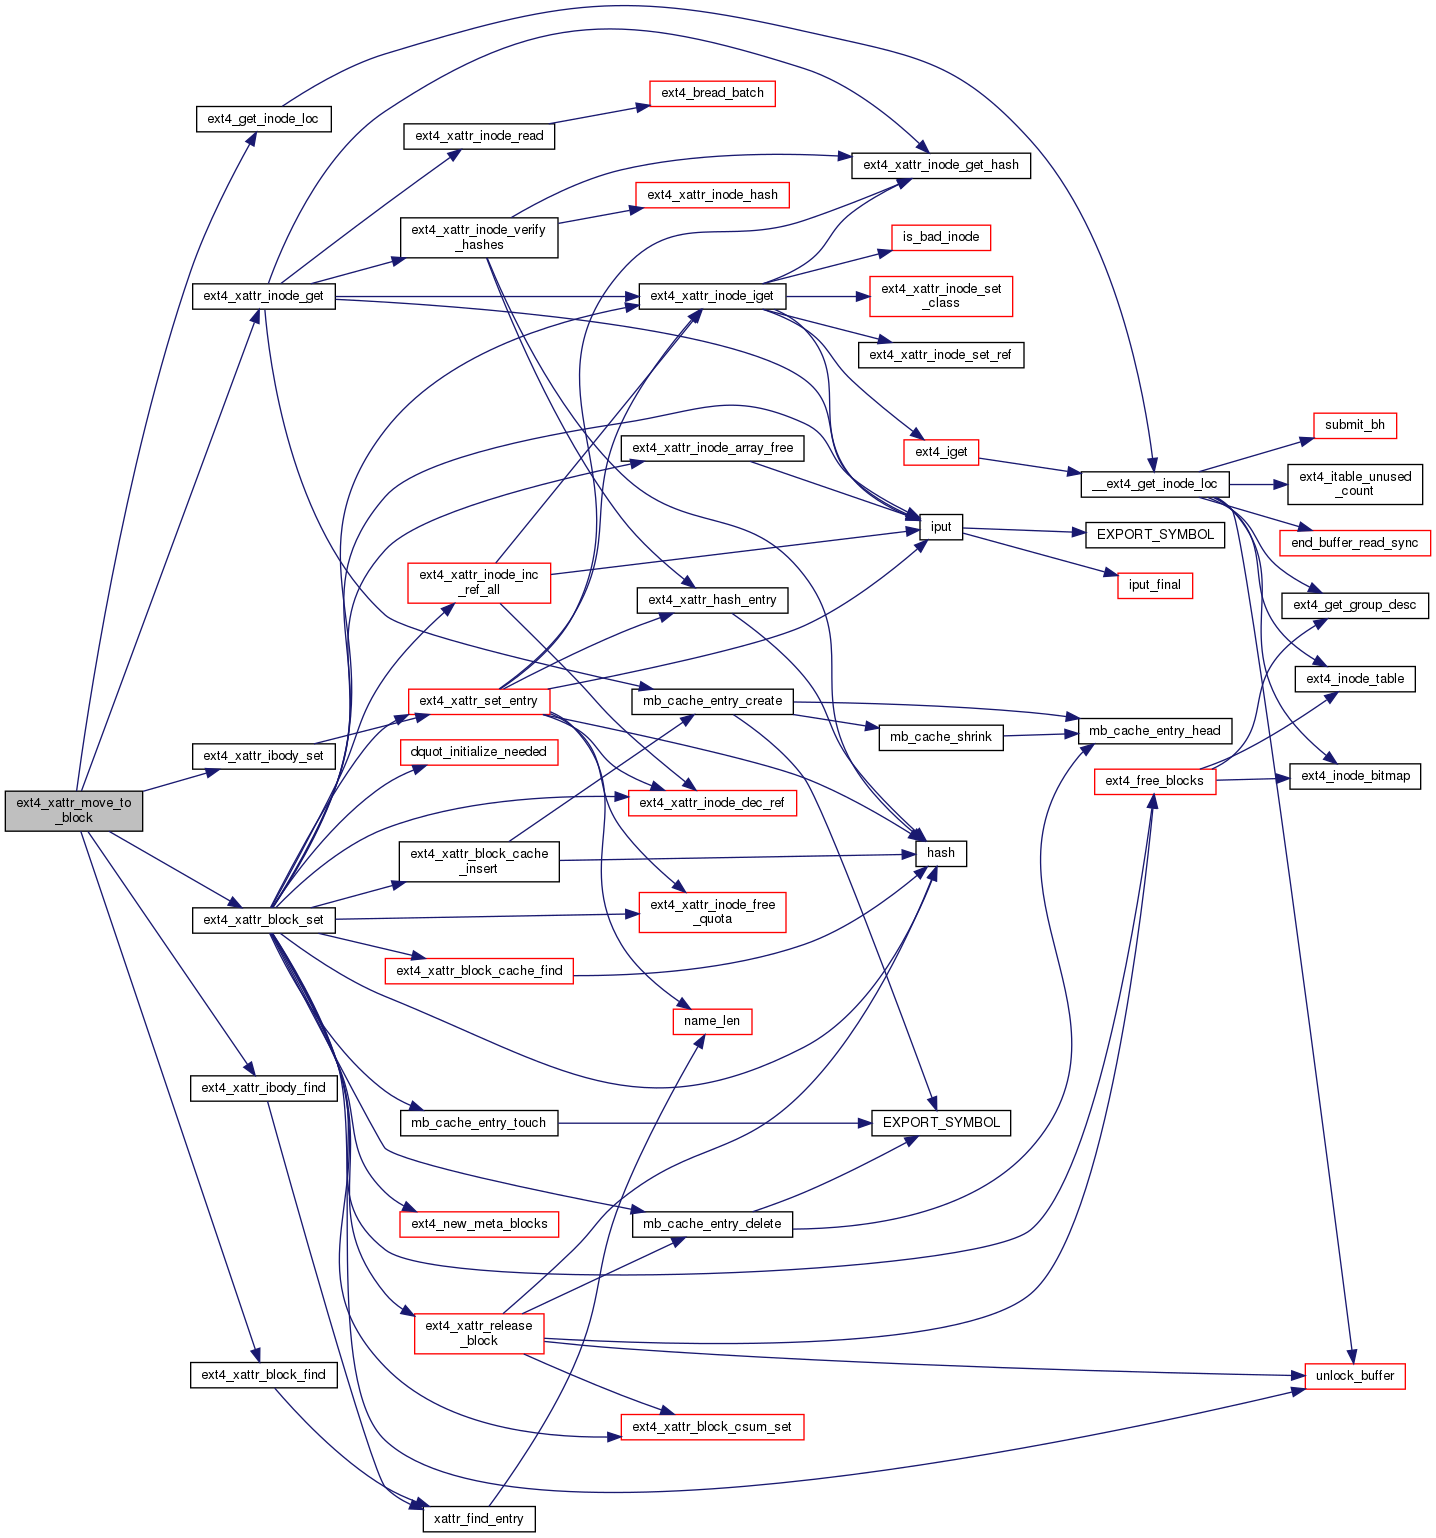 ext4_bread_batch
ext4_get_inode_loc
ext4_xattr_inode_read
ext4_xattr_inode_get_hash
ext4_xattr_inode_hash
ext4_xattr_inode_verify
_hashes
is_bad_inode
ext4_xattr_inode_get
ext4_xattr_inode_iget
ext4_xattr_inode_set
_class
ext4_xattr_inode_set_ref
submit_bh
ext4_xattr_inode_array_free
ext4_iget
__ext4_get_inode_loc
ext4_itable_unused
_count
iput
EXPORT_SYMBOL
end_buffer_read_sync
ext4_xattr_inode_inc
_ref_all
iput_final
ext4_xattr_hash_entry
ext4_get_group_desc
ext4_inode_table
ext4_xattr_set_entry
mb_cache_entry_create
mb_cache_shrink
mb_cache_entry_head
ext4_xattr_ibody_set
dquot_initialize_needed
ext4_free_blocks
ext4_inode_bitmap
ext4_xattr_move_to
_block
ext4_xattr_inode_dec_ref
ext4_xattr_block_cache
_insert
hash
ext4_xattr_block_set
ext4_xattr_inode_free
_quota
ext4_xattr_block_cache_find
name_len
ext4_xattr_ibody_find
mb_cache_entry_touch
EXPORT_SYMBOL
ext4_new_meta_blocks
mb_cache_entry_delete
ext4_xattr_release
_block
ext4_xattr_block_find
unlock_buffer
ext4_xattr_block_csum_set
xattr_find_entry